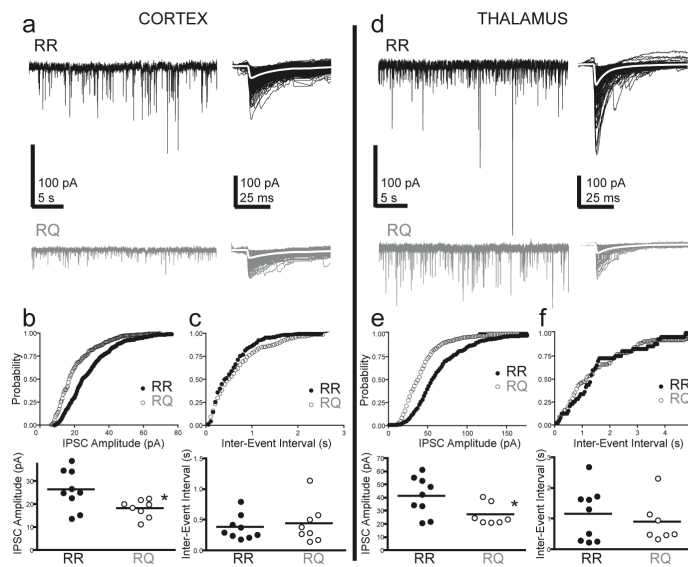 CORTEX
THALAMUS
a
RR
100 pA
5 s
100 pA
25 ms
RQ
d
RR
100 pA
5 s
100 pA
25 ms
RQ
b
Probability
1.00
0.75
0.50
0.25
0.00
RR
RQ
0 20 40 60 80
IPSC Amplitude (pA)
c
1.00
0.75
0.50
0.25
0.00
RR
RQ
0 1 2 3
Inter-Event Interval (s)
e
Probability
1.00
0.75
0.50
0.25
0.00
RR
RQ
0 50 100 150
IPSC Amplitude (pA)
f
1.00
0.75
0.50
0.25
0.00
RR
RQ
0 1 2 3 4
Inter-Event Interval (s)
IPSC Amplitude (pA)
30
20
10
0
*
RR RQ
Inter-Event Interval (s)
1.5
1.0
0.5
0.0
RR RQ
IPSC Amplitude (pA)
70
60
50
40
30
20
10
0
*
RR RQ
Inter-Event Interval (s)
3
2
1
0
RR RQ